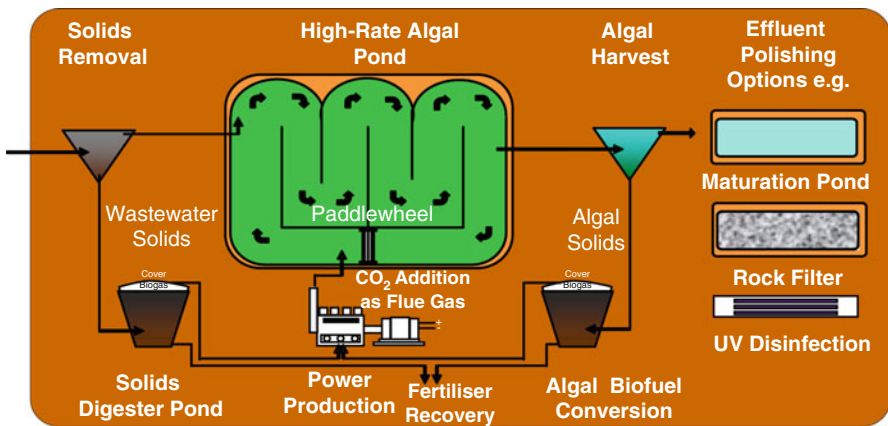 Solids
Removal
High-Rate Algal
Pond
Algal
Harvest
Effluent
Polishing
Options e.g.
Maturation Pond
Wastewater
Solids
Paddlewheel
Algal
Solids
Rock Filter
Cover
Biogas
CO₂ Addition
as Flue Gas
+
-
Cover
Biogas
UV Disinfection
Solids
Digester Pond
Power
Production
Fertiliser
Recovery
Algal Biofuel
Conversion